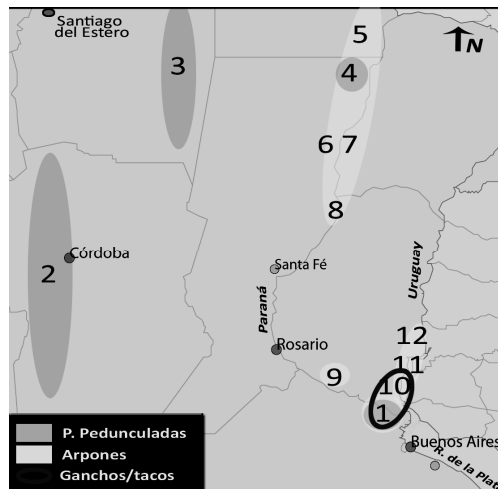 Santiago
del Estero
5
N
3
4
6 7
8
2
Córdoba
Santa Fé
Uruguay
Paraná
12
Rosario
11
9
10
1
P. Pedunculadas
Arpones
Ganchos/tacos
Buenos Aires
R. de la Plat